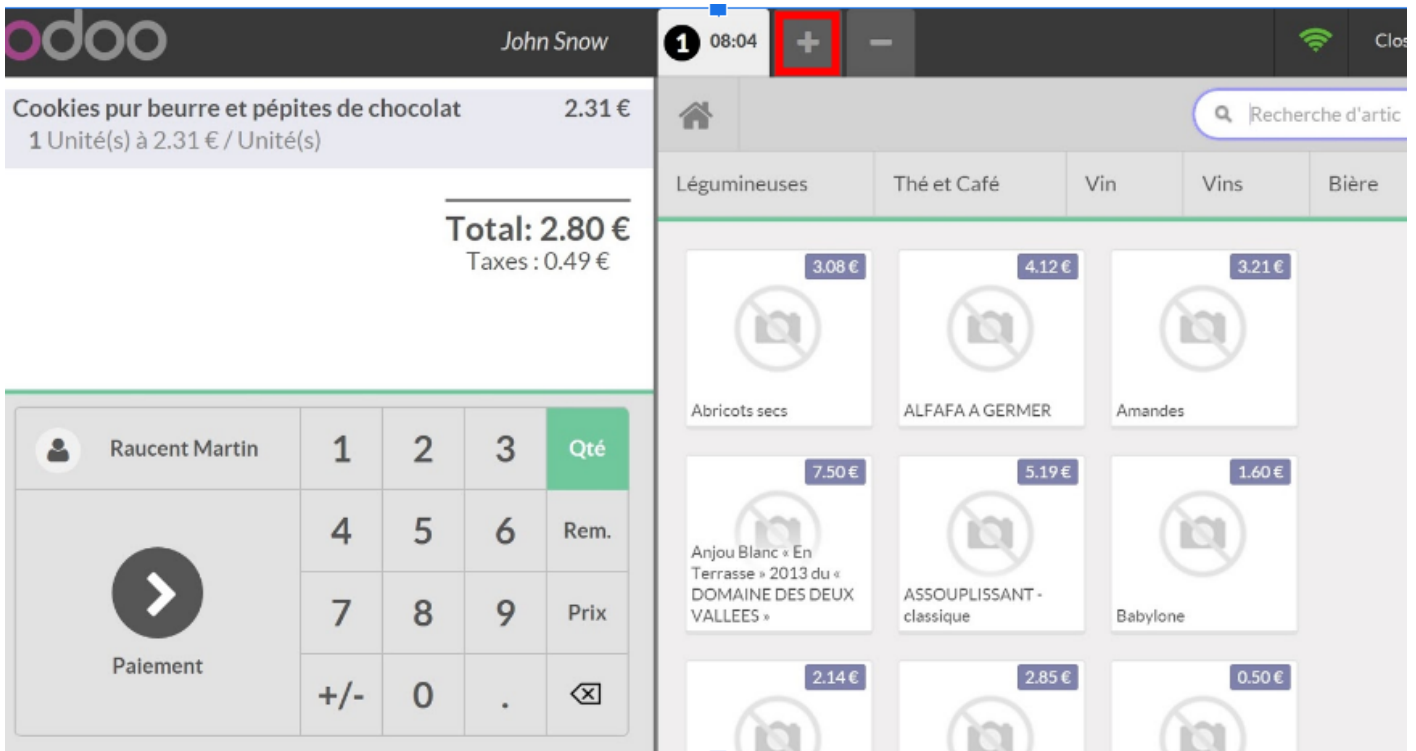 odoo
John Snow
1 08:04 + −
Clos
Cookies pur beurre et pépites de chocolat 2.31 €
1 Unité(s) à 2.31 € / Unité(s)
Total: 2.80 €
Taxes : 0.49 €
Recherche d'artic
Légumineuses Thé et Café Vin Vins Bière
3.08 € 4.12 € 3.21 €
Abricots secs ALFAFA A GERMER Amandes
7.50 € 5.19 € 1.60 €
Anjou Blanc « En
Terrasse » 2013 du «
DOMAINE DES DEUX
VALLEES »
ASSOUPLISSANT -
classique
Babylone
2.14 € 2.85 € 0.50 €
Raucent Martin 1 2 3 Qté
4 5 6 Rem.
7 8 9 Prix
Paiement
+/- 0 .